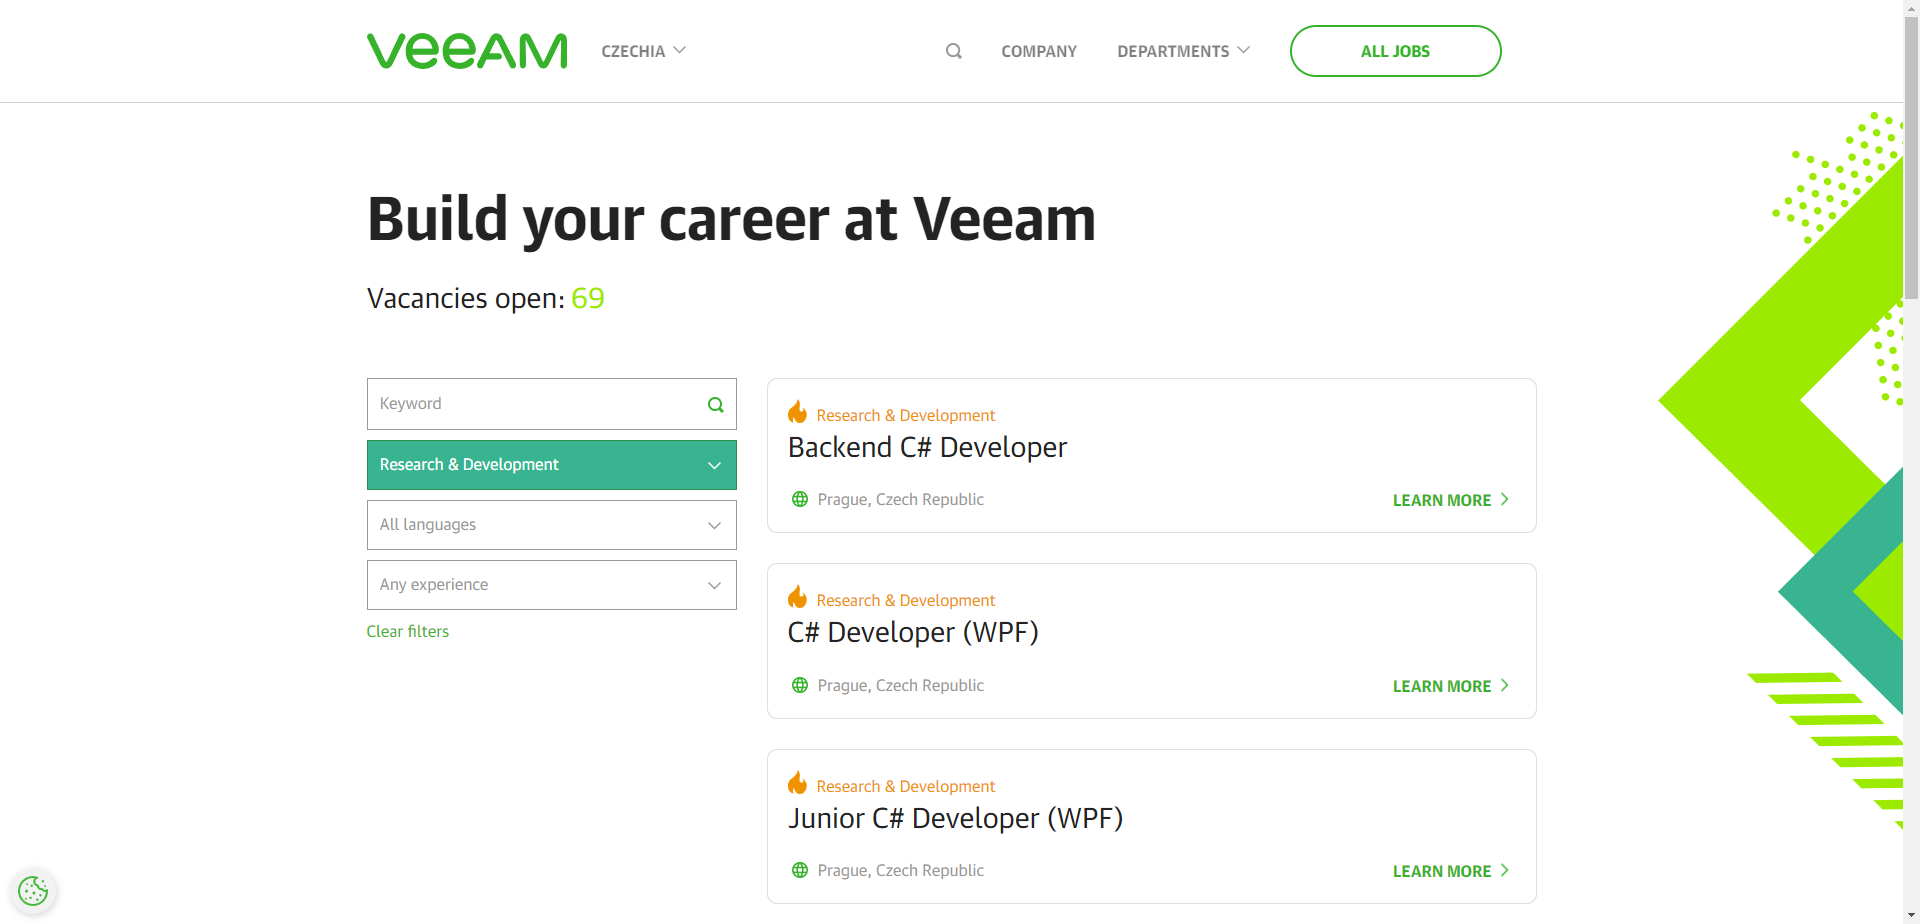 veeAM
CZECHIA
COMPANY
DEPARTMENTS
ALL JOBS
Build your career at Veeam
Vacancies open: 69
Keyword
Research & Development
All languages
Any experience
Clear filters
Research & Development
Backend C# Developer
Prague, Czech Republic
LEARN MORE
Research & Development
C# Developer (WPF)
Prague, Czech Republic
LEARN MORE
Research & Development
Junior C# Developer (WPF)
Prague, Czech Republic
LEARN MORE